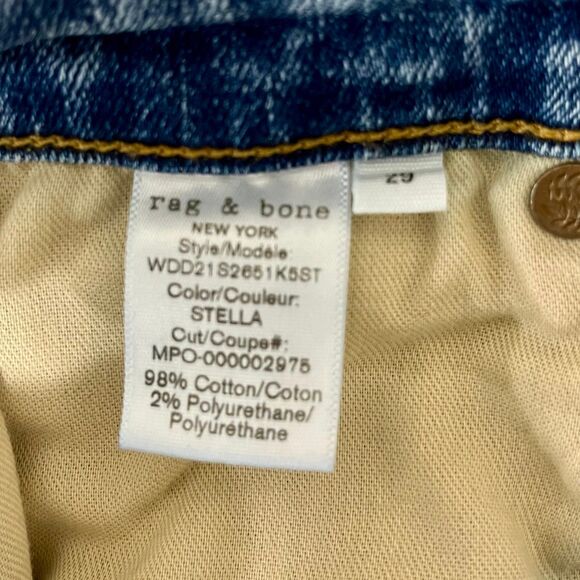 rag & bone
NEW YORK
Style/Modèle:
WDD21S2651K5ST
Color/Couleur:
STELLA
Cut/Coupe#:
MPO-000002975
98% Cotton/Coton
2% Polyurethane/
Polyuréthane
29